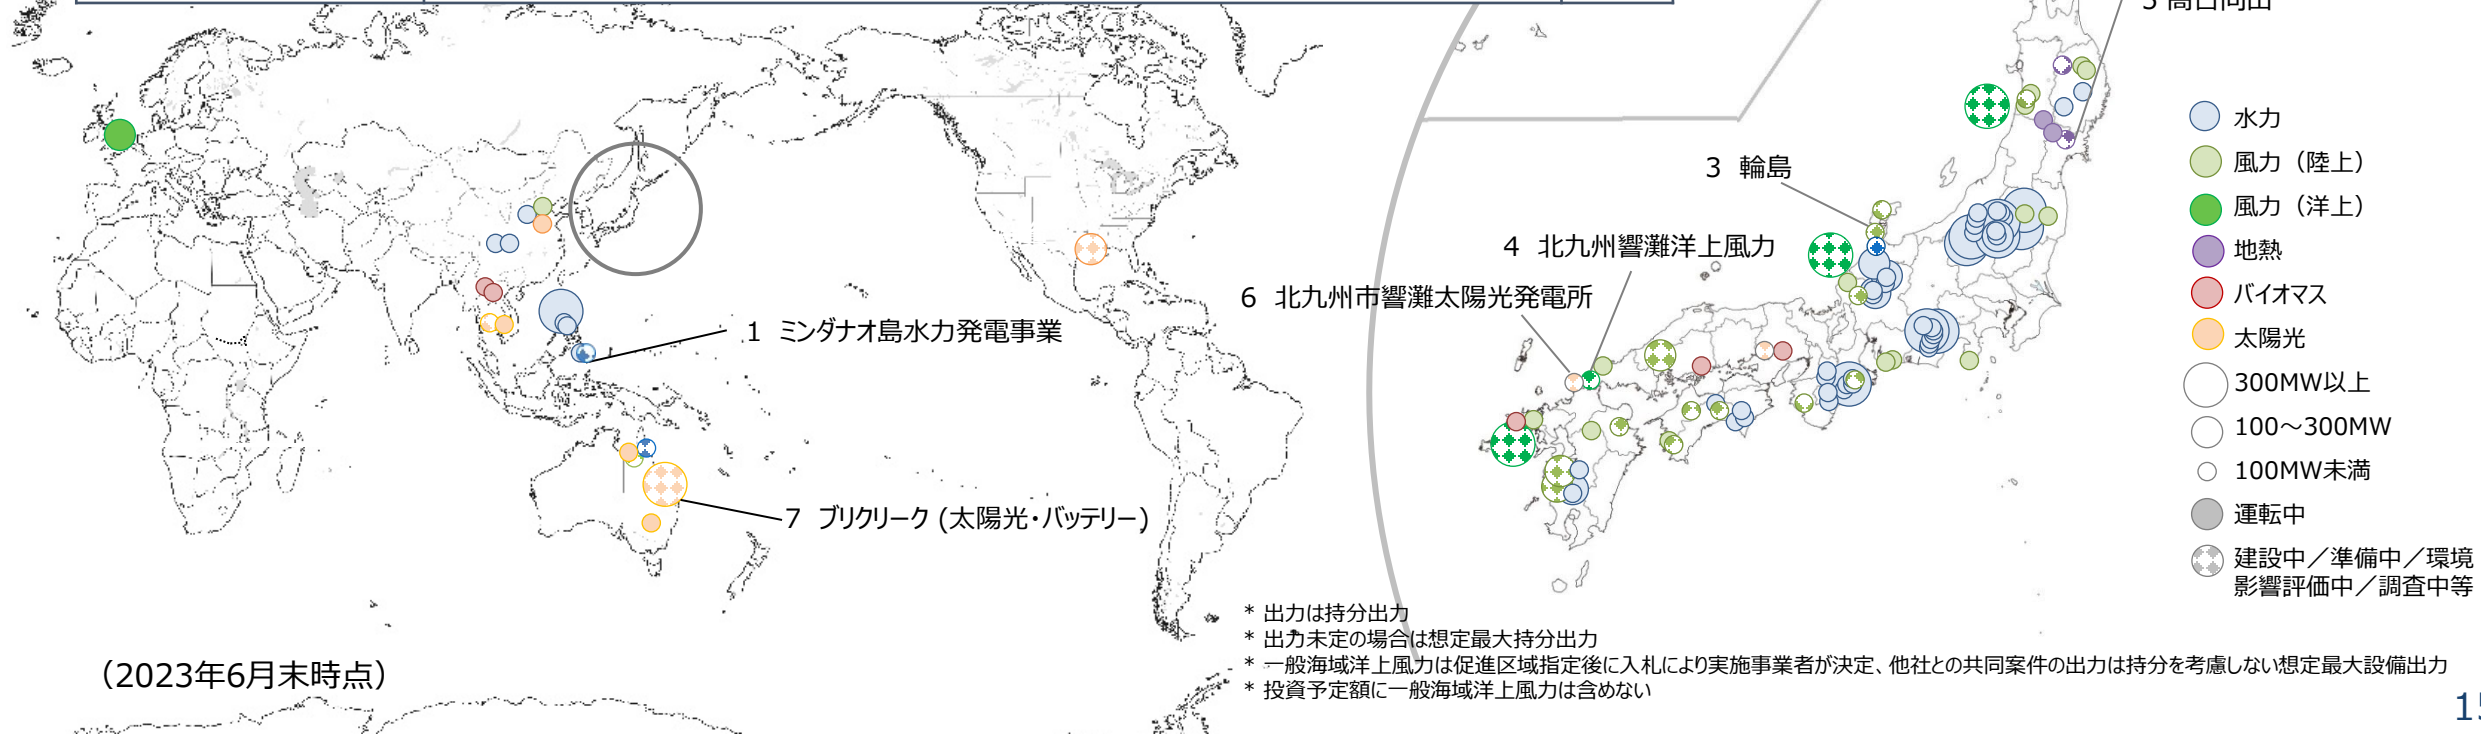 3 輪島
4 北九州響灘洋上風力
6 北九州市響灘太陽光発電所
1 ミンダナオ島水力発電事業
7 ブリクリーク (太陽光・バッテリー)
水力
風力（陸上）
風力（洋上）
地熱
バイオマス
太陽光
300MW以上
100～300MW
100MW未満
運転中
建設中／準備中／環境
影響評価中／調査中等
* 出力は持分出力
* 出力未定の場合は想定最大持分出力
* 一般海域洋上風力は促進区域指定後に入札により実施事業者が決定、他社との共同案件の出力は持分を考慮しない想定最大設備出力
* 投資予定額に一般海域洋上風力は含めない
（2023年6月末時点）
15